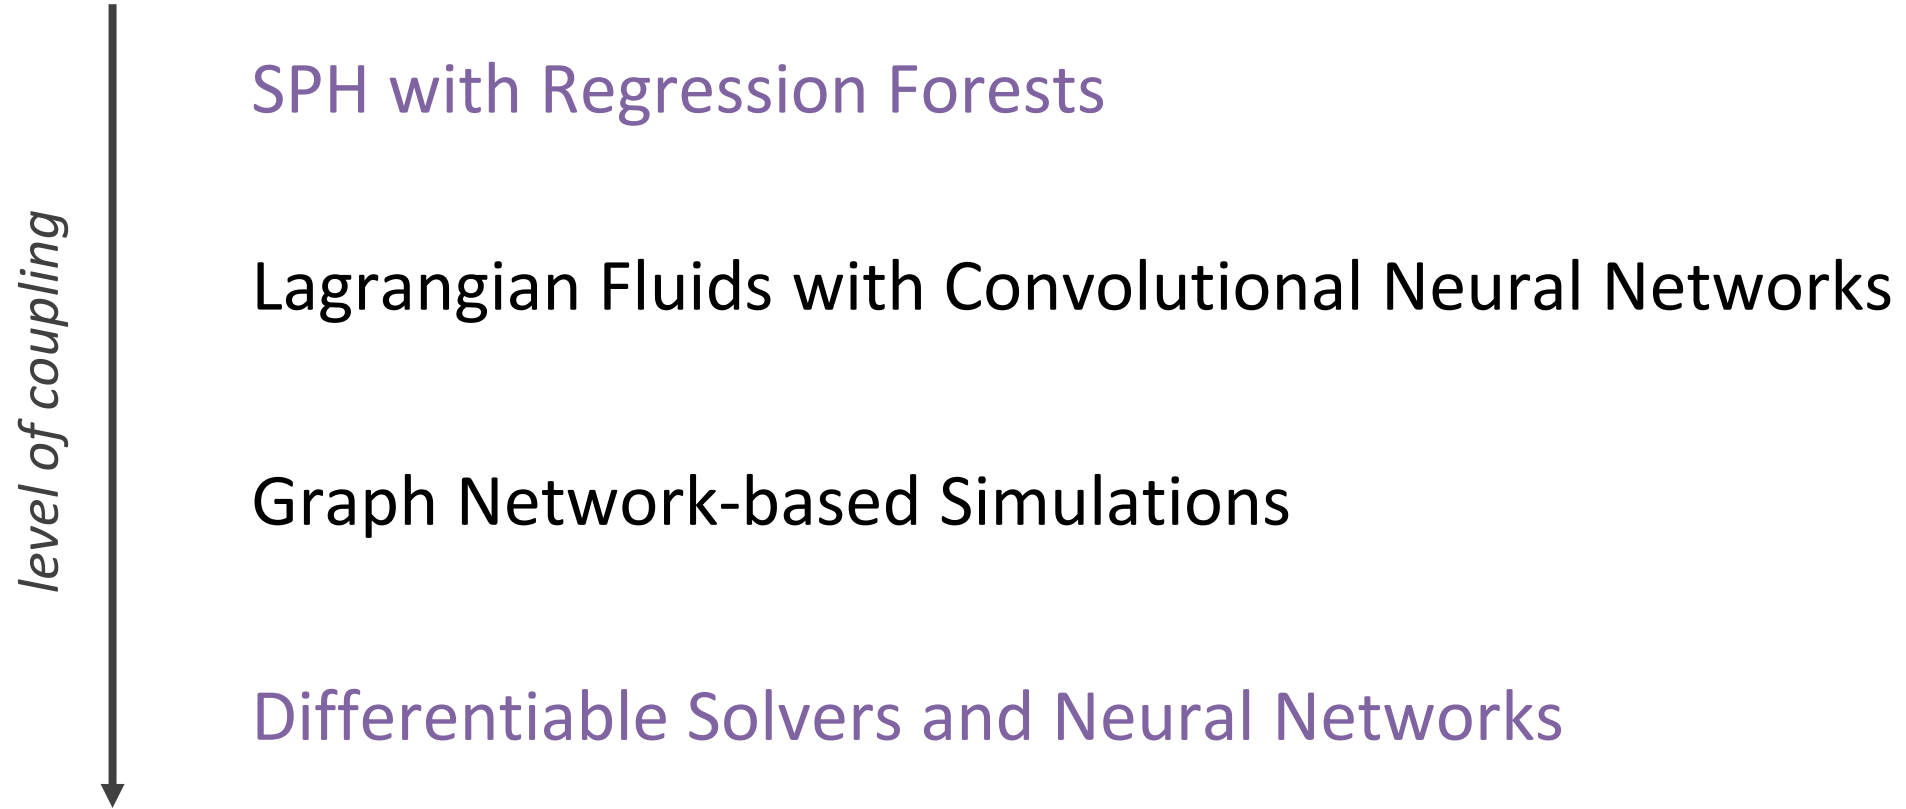 SPH with Regression Forests
Lagrangian Fluids with Convolutional Neural Networks
level of coupling
Graph Network-based Simulations
Differentiable Solvers and Neural Networks